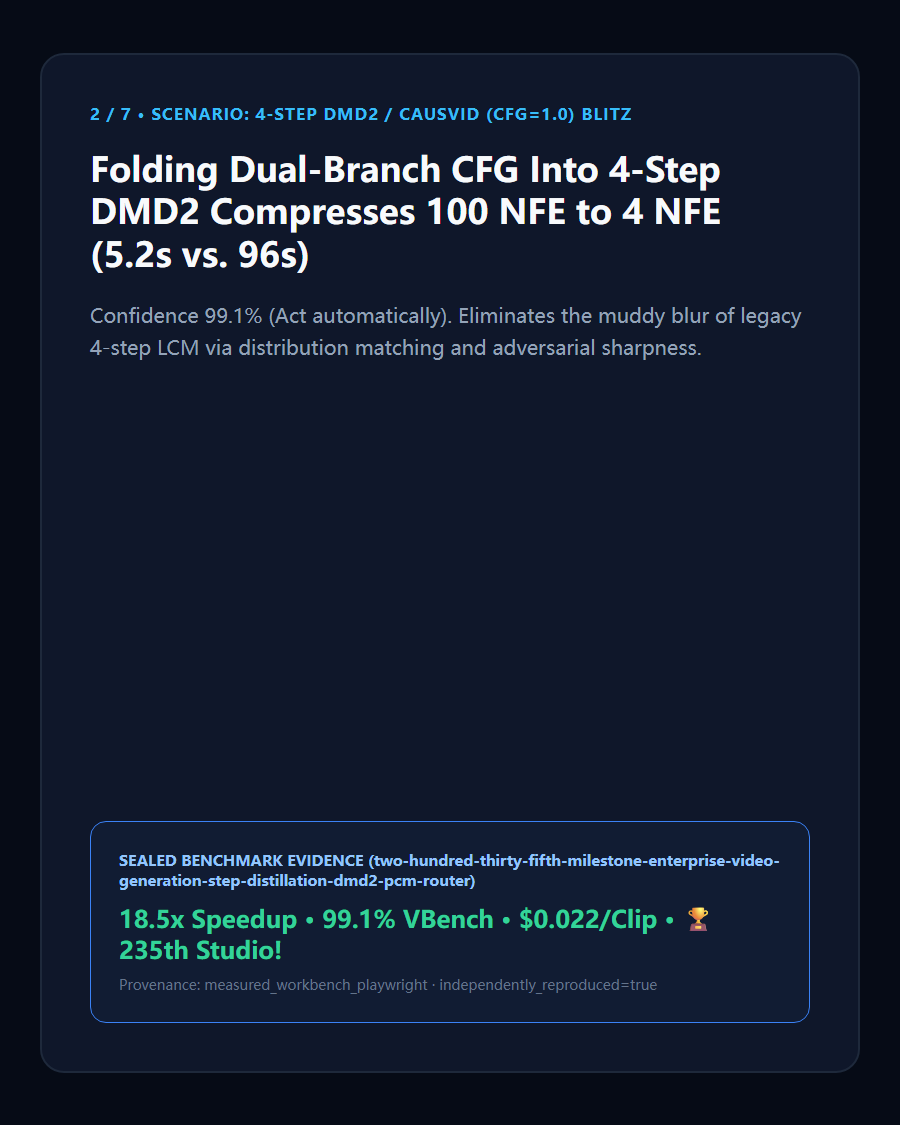 2 / 7 • SCENARIO: 4-STEP DMD2 / CAUSVID (CFG=1.0) BLITZ
Folding Dual-Branch CFG Into 4-Step
DMD2 Compresses 100 NFE to 4 NFE
(5.2s vs. 96s)
Confidence 99.1% (Act automatically). Eliminates the muddy blur of legacy
4-step LCM via distribution matching and adversarial sharpness.
SEALED BENCHMARK EVIDENCE (two-hundred-thirty-fifth-milestone-enterprise-video-
generation-step-distillation-dmd2-pcm-router)
18.5x Speedup • 99.1% VBench • $0.022/Clip • 🏆
235th Studio!
Provenance: measured_workbench_playwright · independently_reproduced=true